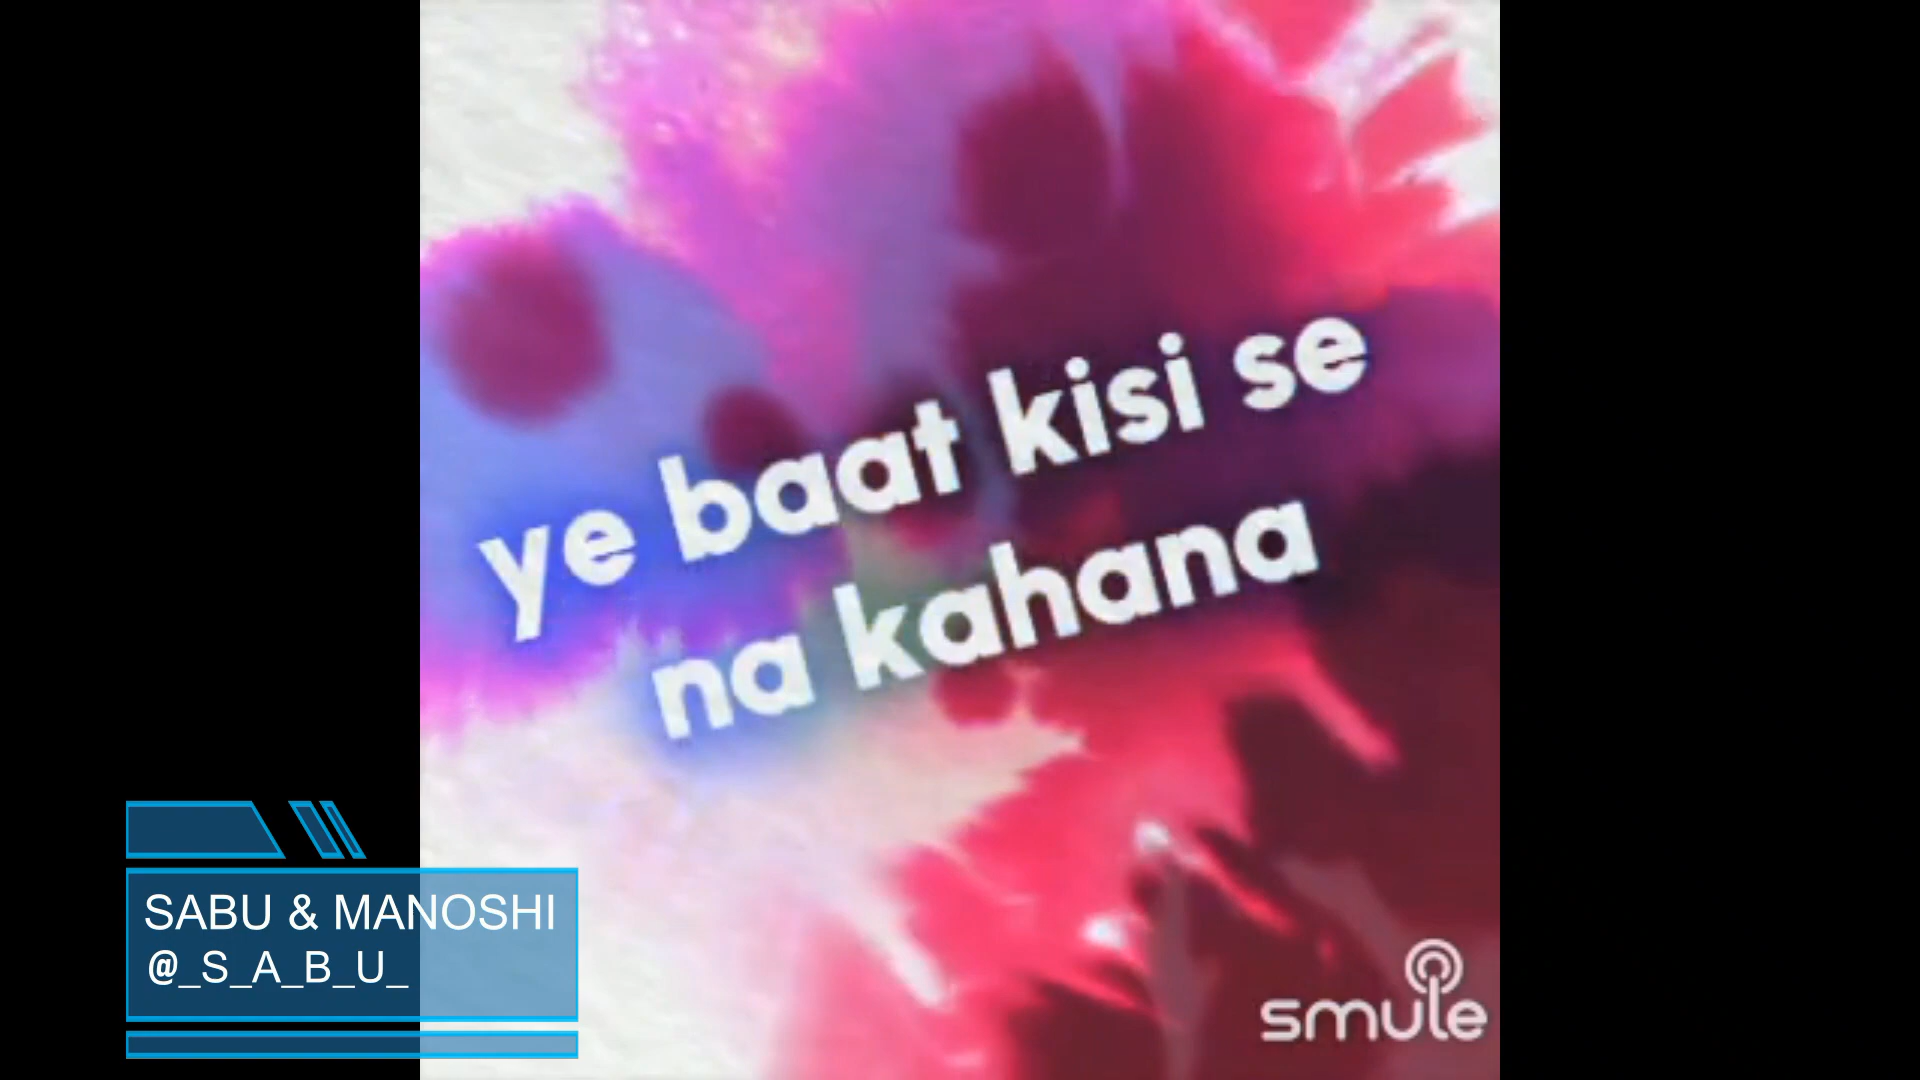 ye baat kisi se
na kahana
SABU & MANOSHI
@_S_A_B_U_
smule